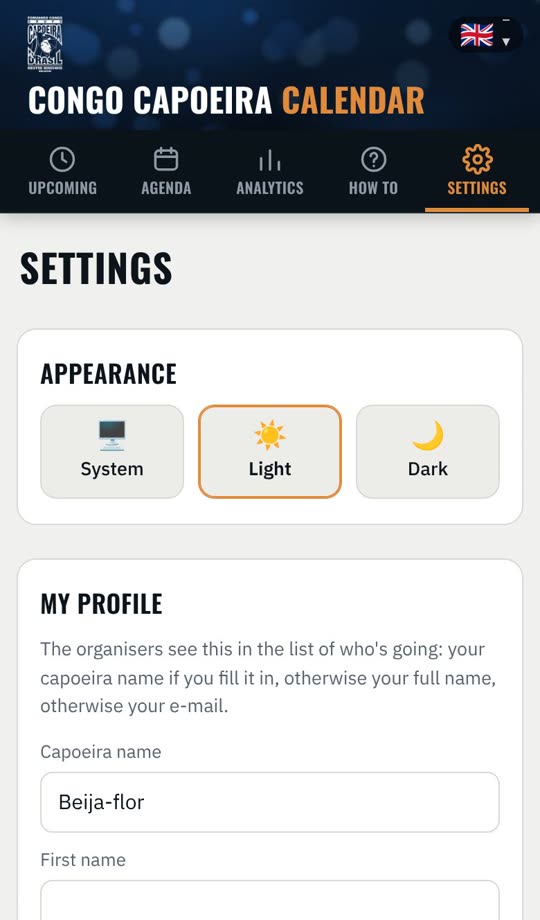 CAPOEIRA
BRASIL
CONGO CAPOEIRA CALENDAR
UPCOMING
AGENDA
ANALYTICS
HOW TO
SETTINGS
SETTINGS
APPEARANCE
System
Light
Dark
MY PROFILE
The organisers see this in the list of who's going: your
capoeira name if you fill it in, otherwise your full name,
otherwise your e-mail.
Capoeira name
Beija-flor
First name